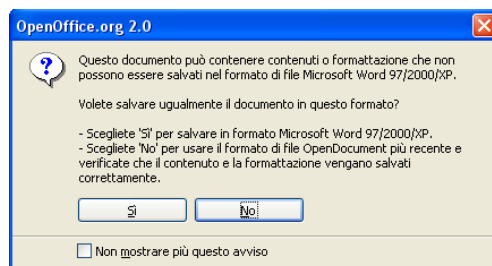 OpenOffice.org 2.0
Questo documento può contenere contenuti o formattazione che non
possono essere salvati nel formato di file Microsoft Word 97/2000/XP.
Volete salvare ugualmente il documento in questo formato?
- Scegliete 'Sì' per salvare in formato Microsoft Word 97/2000/XP.
- Scegliete 'No' per usare il formato di file OpenDocument più recente e
verificate che il contenuto e la formattazione vengano salvati
correttamente.
Sì
No
Non mostrare più questo avviso